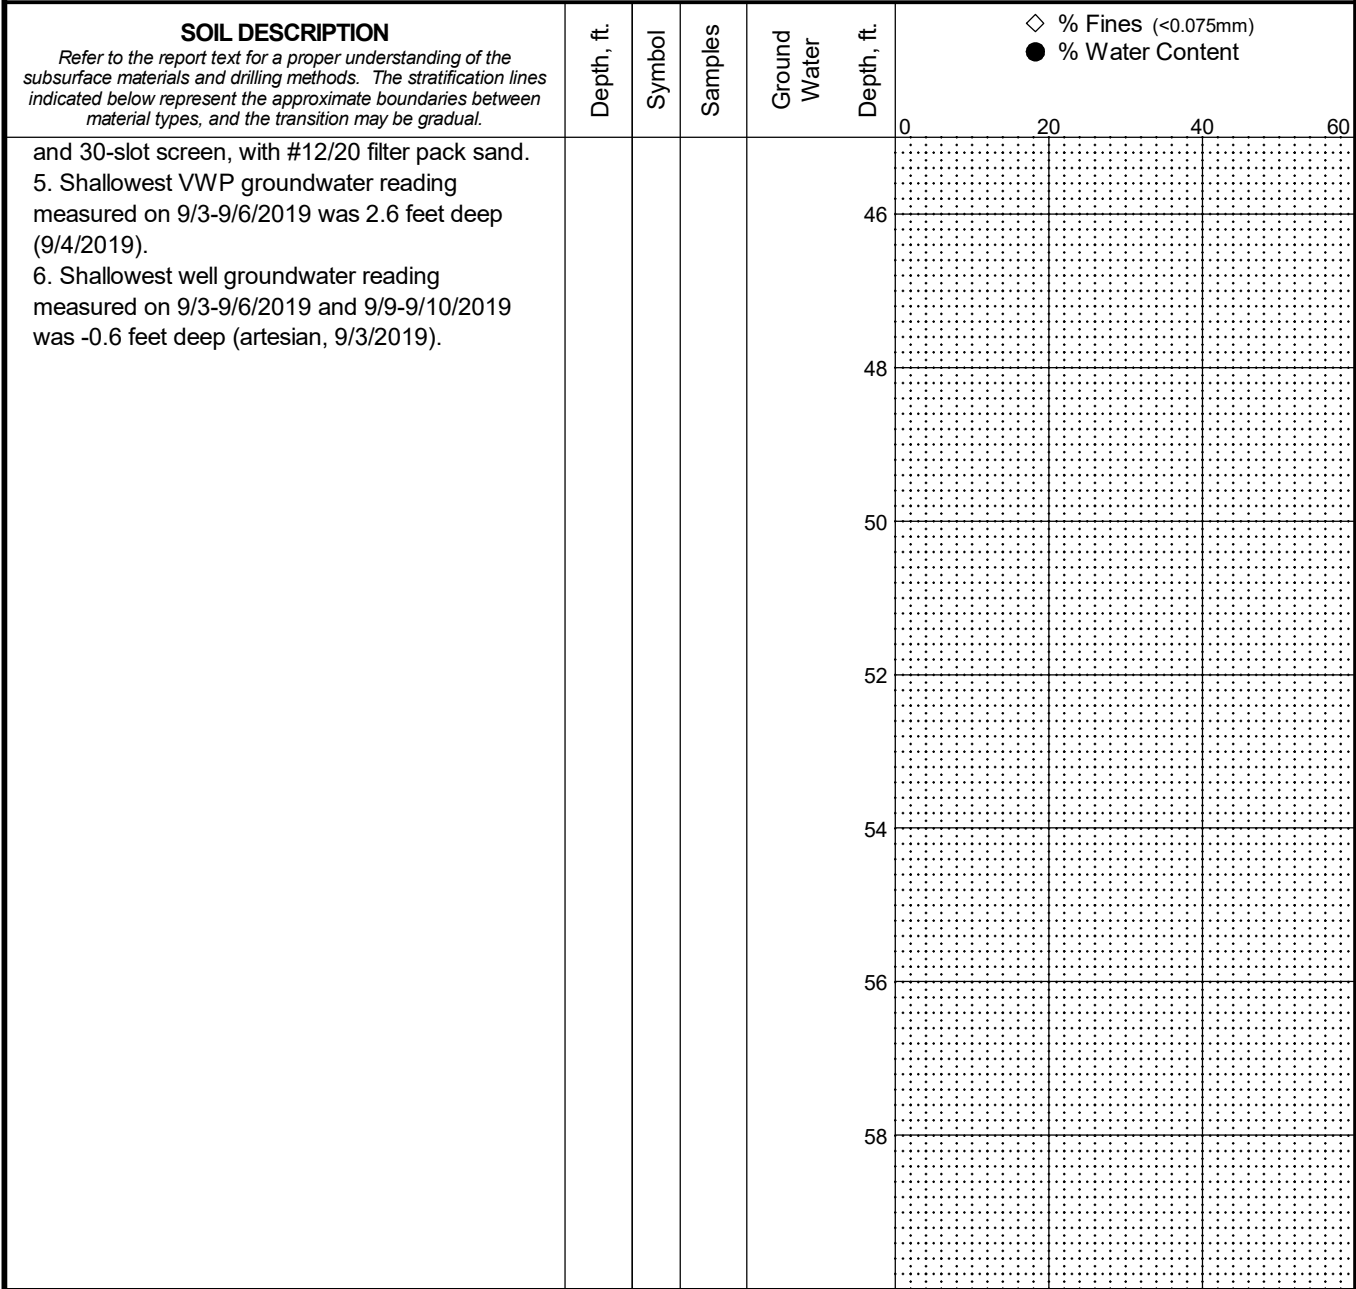 SOIL DESCRIPTION
Refer to the report text for a proper understanding of the
subsurface materials and drilling methods. The stratification lines
indicated below represent the approximate boundaries between
material types, and the transition may be gradual.
Depth, ft.
Symbol
Samples
Ground
Water
Depth, ft.
◇ % Fines (<0.075mm)
● % Water Content
0 20 40 60
and 30-slot screen, with #12/20 filter pack sand.
5. Shallowest VWP groundwater reading
measured on 9/3-9/6/2019 was 2.6 feet deep
(9/4/2019).
6. Shallowest well groundwater reading
measured on 9/3-9/6/2019 and 9/9-9/10/2019
was -0.6 feet deep (artesian, 9/3/2019).
46
48
50
52
54
56
58